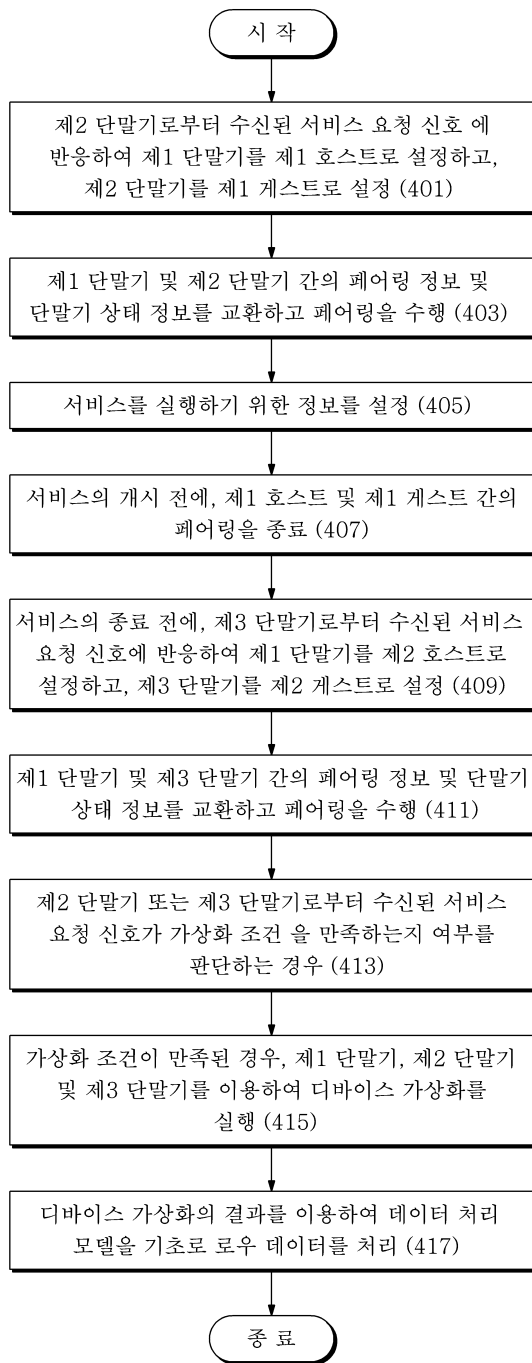 시 작
제2 단말기로부터 수신된 서비스 요청 신호 에
반응하여 제1 단말기를 제1 호스트로 설정하고,
제2 단말기를 제1 게스트로 설정 (401)
제1 단말기 및 제2 단말기 간의 페어링 정보 및
단말기 상태 정보를 교환하고 페어링을 수행 (403)
서비스를 실행하기 위한 정보를 설정 (405)
서비스의 개시 전에, 제1 호스트 및 제1 게스트 간의
페어링을 종료 (407)
서비스의 종료 전에, 제3 단말기로부터 수신된 서비스
요청 신호에 반응하여 제1 단말기를 제2 호스트로
설정하고, 제3 단말기를 제2 게스트로 설정 (409)
제1 단말기 및 제3 단말기 간의 페어링 정보 및 단말기
상태 정보를 교환하고 페어링을 수행 (411)
제2 단말기 또는 제3 단말기로부터 수신된 서비스
요청 신호가 가상화 조건 을 만족하는지 여부를
판단하는 경우 (413)
가상화 조건이 만족된 경우, 제1 단말기, 제2 단말기
및 제3 단말기를 이용하여 디바이스 가상화를
실행 (415)
디바이스 가상화의 결과를 이용하여 데이터 처리
모델을 기초로 로우 데이터를 처리 (417)
종 료